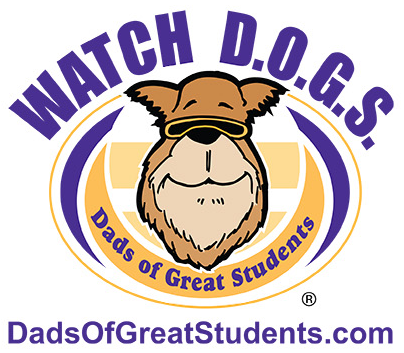 WATCH D.O.G.S.
Dads of Great Students
®
DadsOfGreatStudents.com